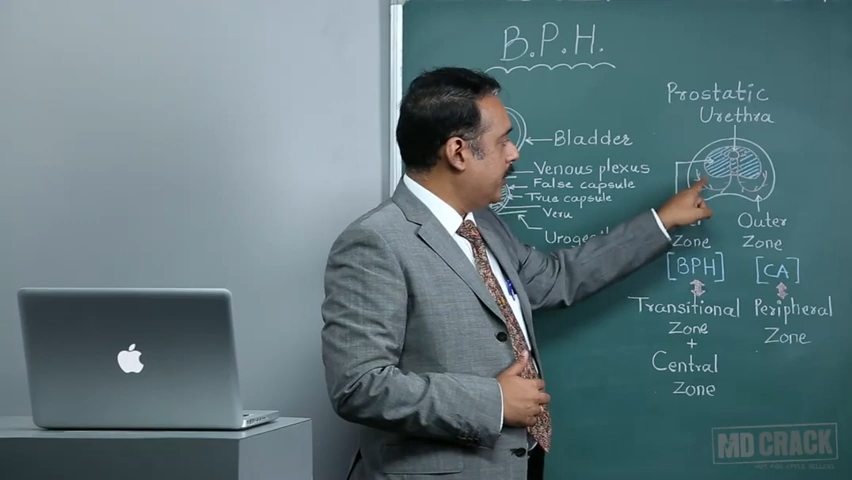 B.P.H.
Prostatic
Urethra
Bladder
Venous plexus
False capsule
True capsule
Veru
Outer
Zone
Zone
[BPH]
[CA]
Transitional
Zone
+
Central
Zone
Peripheral
Zone
MD CRACK